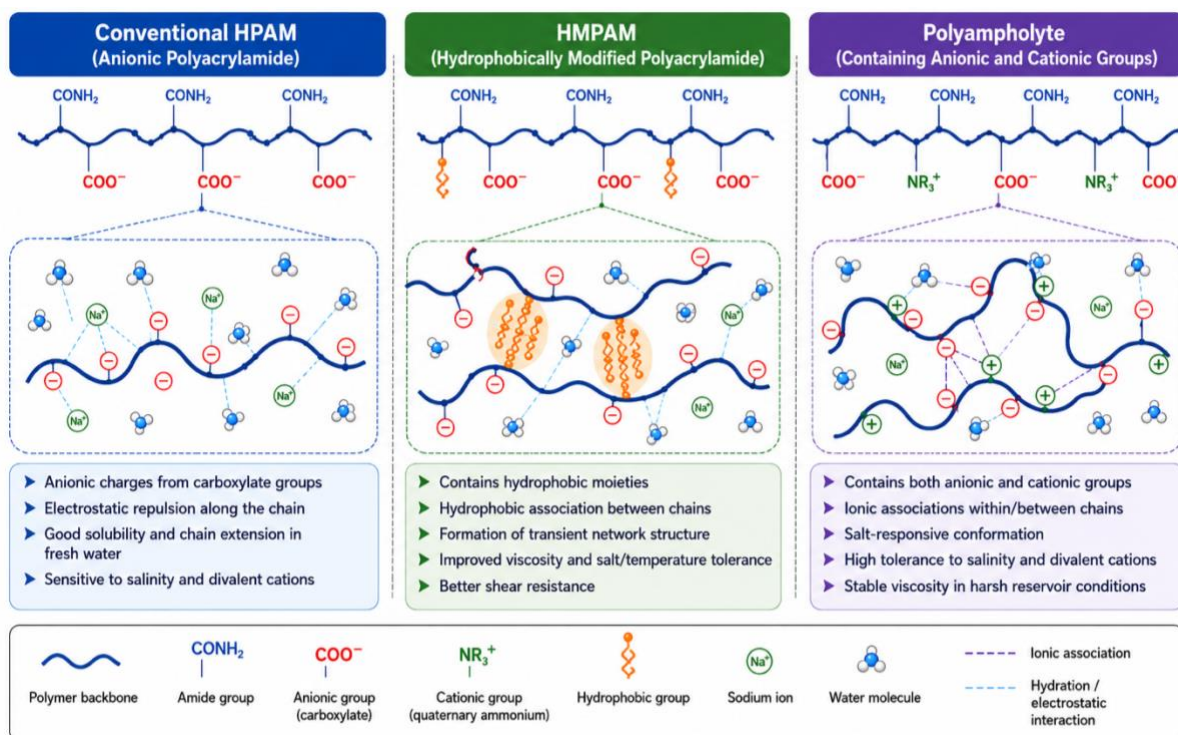 Conventional HPAM
(Anionic Polyacrylamide)
CONH₂ CONH₂ CONH₂
COO⁻ COO⁻ COO⁻
Na⁺
Na⁺
−
−
−
−
−
−
−
Na⁺
Na⁺
➤ Anionic charges from carboxylate groups
➤ Electrostatic repulsion along the chain
➤ Good solubility and chain extension in
fresh water
➤ Sensitive to salinity and divalent cations
HMPAM
(Hydrophobically Modified Polyacrylamide)
CONH₂ CONH₂ CONH₂
COO⁻ COO⁻ COO⁻
−
−
−
Na⁺
−
−
−
−
Na⁺
➤ Contains hydrophobic moieties
➤ Hydrophobic association between chains
➤ Formation of transient network structure
➤ Improved viscosity and salt/temperature tolerance
➤ Better shear resistance
Polyampholyte
(Containing Anionic and Cationic Groups)
CONH₂ CONH₂ CONH₂ CONH₂
COO⁻ NR₃⁺ COO⁻ NR₃⁺ COO⁻
− +
+ − − Na⁺
− − −
Na⁺ − + − +
− − +
+ −
➤ Contains both anionic and cationic groups
➤ Ionic associations within/between chains
➤ Salt-responsive conformation
➤ High tolerance to salinity and divalent cations
➤ Stable viscosity in harsh reservoir conditions
CONH₂ COO⁻ NR₃⁺ Na⁺
Polymer backbone
Amide group
Anionic group
(carboxylate)
Cationic group
(quaternary ammonium)
Hydrophobic group
Sodium ion
Water molecule
Ionic association
Hydration /
electrostatic
interaction